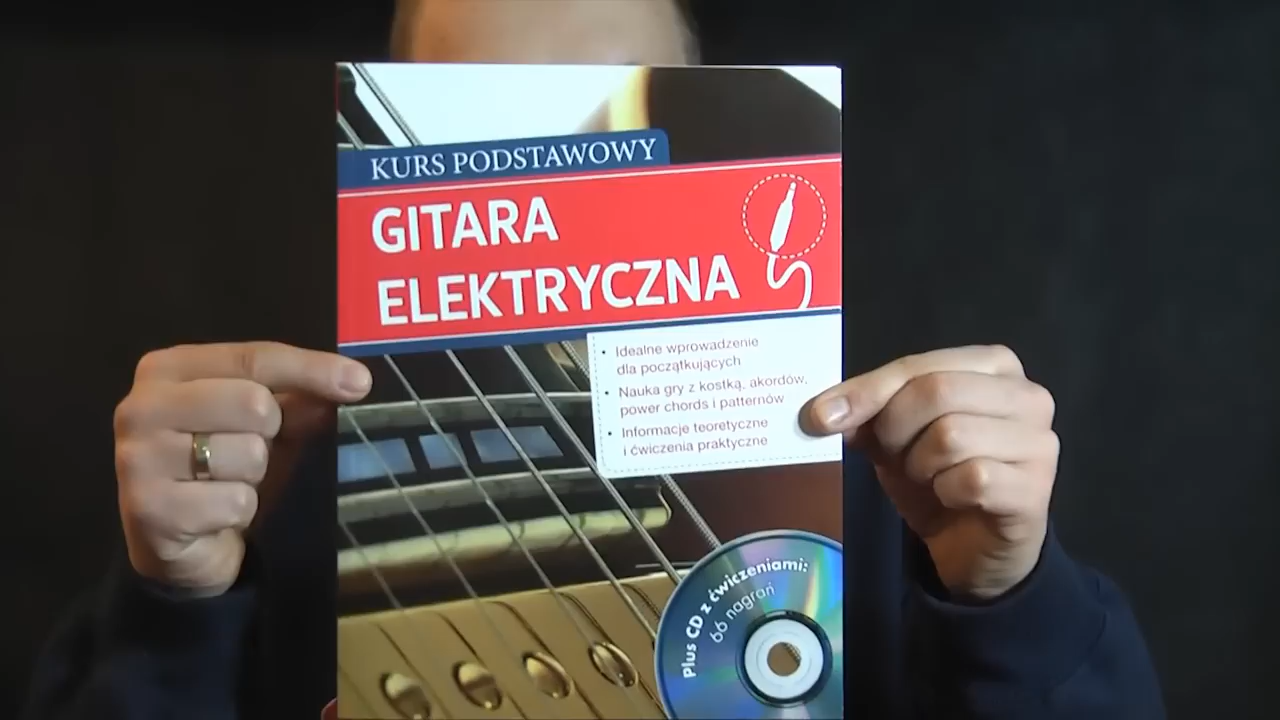 KURS PODSTAWOWY
GITARA
ELEKTRYCZNA
• Idealne wprowadzenie
dla początkujących
• Nauka gry z kostką, akordów,
power chords i patternów
• Informacje teoretyczne
i ćwiczenia praktyczne
Plus CD z ćwiczeniami:
66 nagrań